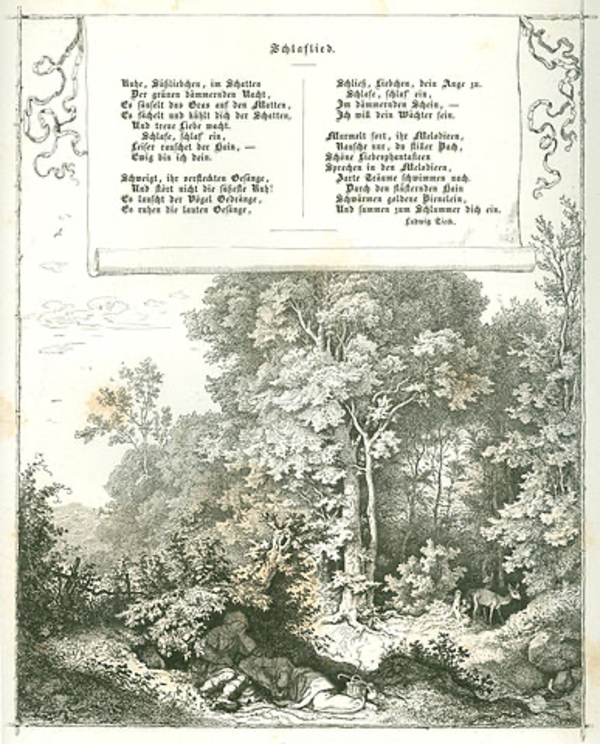 Schlaflied.
Ruhe, Süßliebchen, im Schatten
Der grünen dämmernden Nacht,
Es säuselt das Gras auf den Matten,
Es fächelt und kühlt dich der Schatten,
Und treue Liebe wacht.
Schlafe, schlaf' ein,
Leiser rauschet der Hain, —
Ewig bin ich dein.
Schweigt, ihr versteckten Gesänge,
Und stört nicht die süßeste Ruh!
Es lauscht der Vögel Gedränge,
Es ruhen die lauten Gesänge,
Schließ, Liebchen, dein Auge zu.
Schlafe, schlaf' ein,
Im dämmernden Schein, —
Ich will dein Wächter sein.
Murmelt fort, ihr Melodieen,
Rausche nur, du stiller Bach,
Schöne Liebesphantasieen
Sprechen in den Melodieen,
Zarte Träume schwimmen nach.
Durch den flüsternden Hain
Schwärmen goldene Bienelein,
Und summen zum Schlummer dich ein.
Ludwig Tieck.